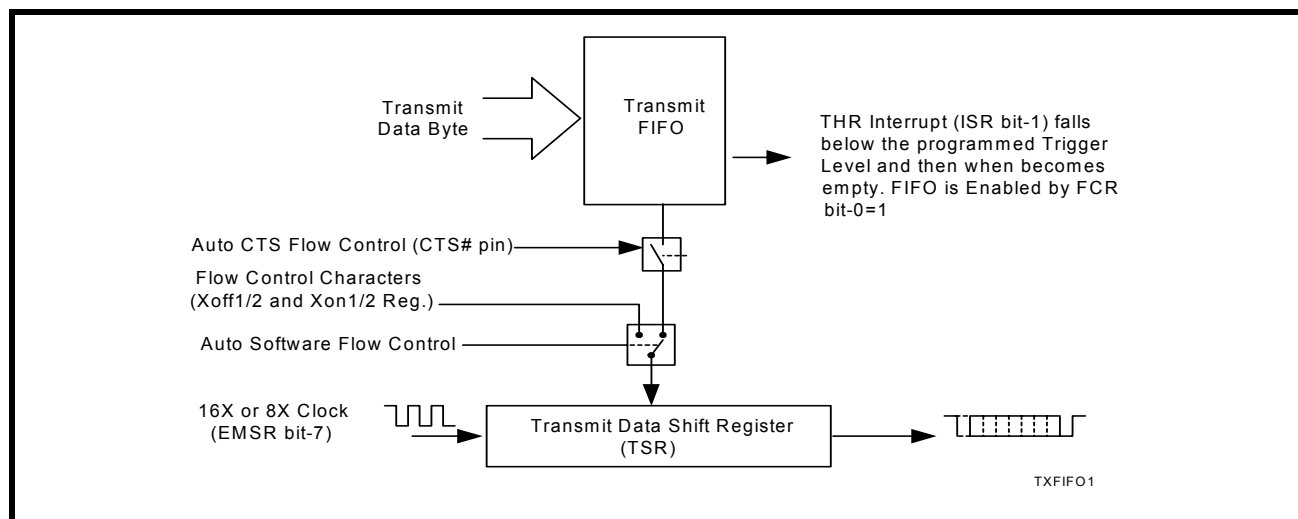 Transmit
Data Byte
Transmit
FIFO
THR Interrupt (ISR bit-1) falls
below the programmed Trigger
Level and then when becomes
empty. FIFO is Enabled by FCR
bit-0=1
Auto CTS Flow Control (CTS# pin)
Flow Control Characters
(Xoff1/2 and Xon1/2 Reg.)
Auto Software Flow Control
16X or 8X Clock
(EMSR bit-7)
Transmit Data Shift Register
(TSR)
TXFIFO1